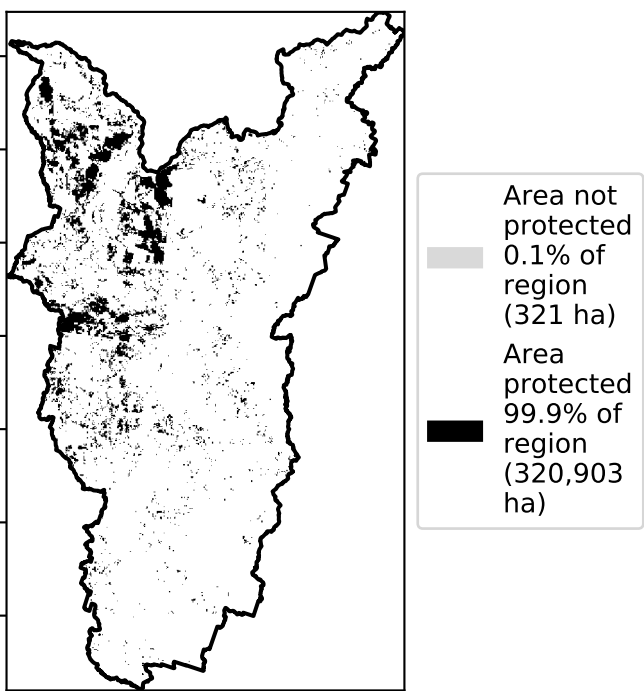 Area not
protected
0.1% of
region
(321 ha)
Area
protected
99.9% of
region
(320,903
ha)